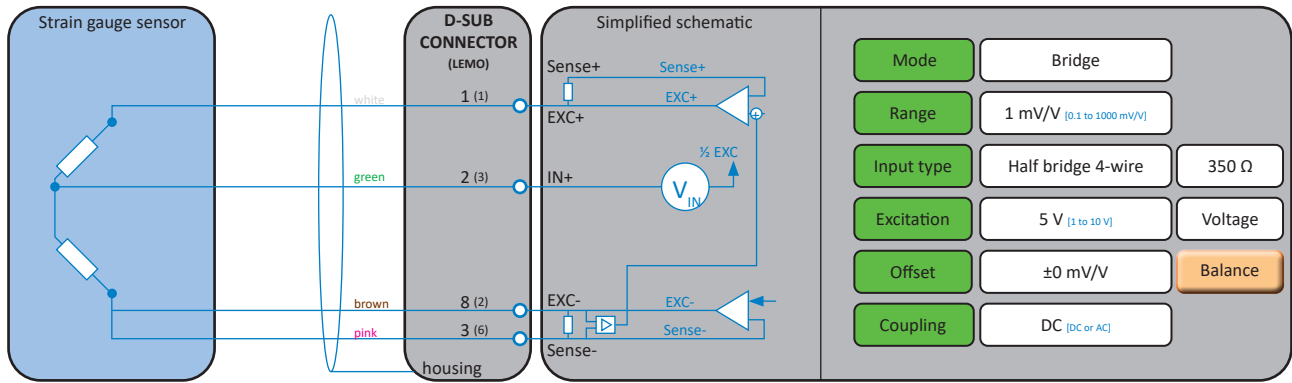 Strain gauge sensor
D-SUB
CONNECTOR
(LEMO)
Simplified schematic
Sense+
Sense+
white
1 (1)
EXC+
EXC+
+
½ EXC
green
2 (3)
IN+
V IN
brown
8 (2)
EXC-
EXC-
pink
3 (6)
Sense-
Sense-
housing
Mode
Bridge
Range
1 mV/V [0.1 to 1000 mV/V]
Input type
Half bridge 4-wire
350 Ω
Excitation
5 V [1 to 10 V]
Voltage
Offset
±0 mV/V
Balance
Coupling
DC [DC or AC]